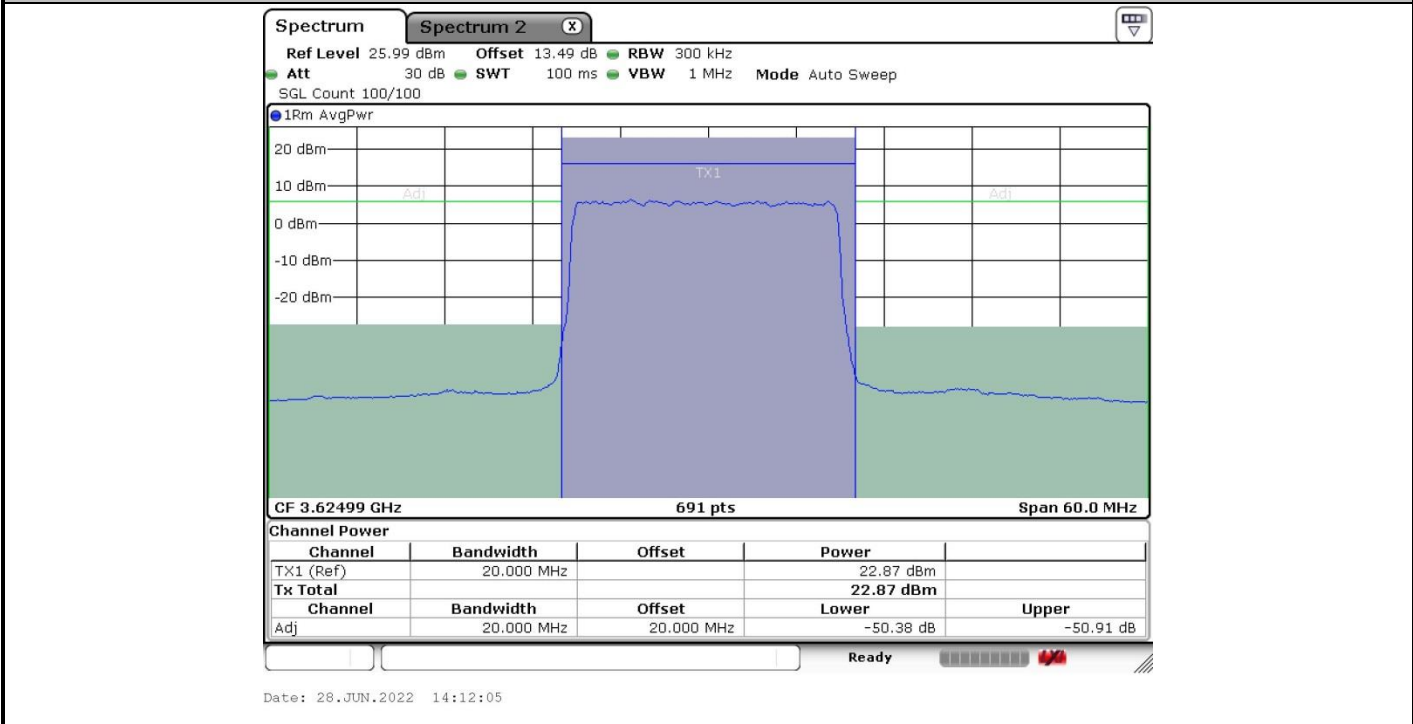 Spectrum Spectrum 2 X
Ref Level 25.99 dBm Offset 13.49 dB RBW 300 kHz
Att 30 dB SWT 100 ms VBW 1 MHz Mode Auto Sweep
SGL Count 100/100
1Rm AvgPwr
20 dBm
TX1
10 dBm
Adj Adj
0 dBm
-10 dBm
-20 dBm
CF 3.62499 GHz 691 pts Span 60.0 MHz
Channel Power
Channel Bandwidth Offset Power
TX1 (Ref) 20.000 MHz 22.87 dBm
Tx Total 22.87 dBm
Channel Bandwidth Offset Lower Upper
Adj 20.000 MHz 20.000 MHz -50.38 dB -50.91 dB
Ready
Date: 28.JUN.2022 14:12:05